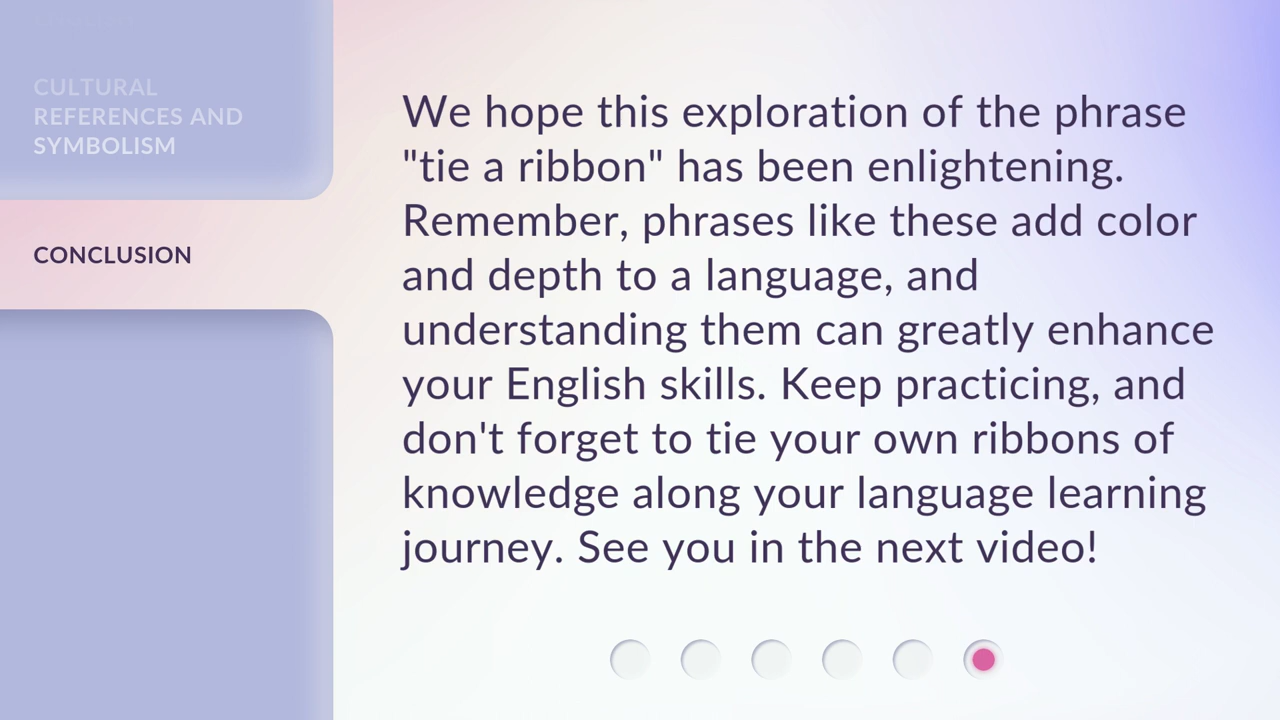 CULTURAL
REFERENCES AND
SYMBOLISM
CONCLUSION
We hope this exploration of the phrase
"tie a ribbon" has been enlightening.
Remember, phrases like these add color
and depth to a language, and
understanding them can greatly enhance
your English skills. Keep practicing, and
don't forget to tie your own ribbons of
knowledge along your language learning
journey. See you in the next video!